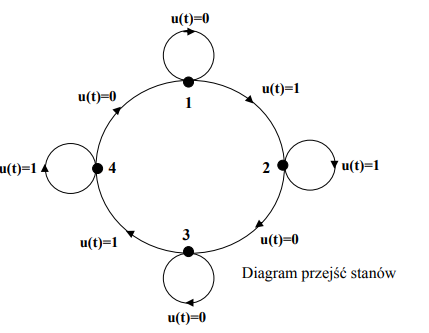 u(t)=0
u(t)=0
u(t)=1
1
u(t)=1
4
2
u(t)=1
3
u(t)=1
u(t)=0
Diagram przejść stanów
u(t)=0